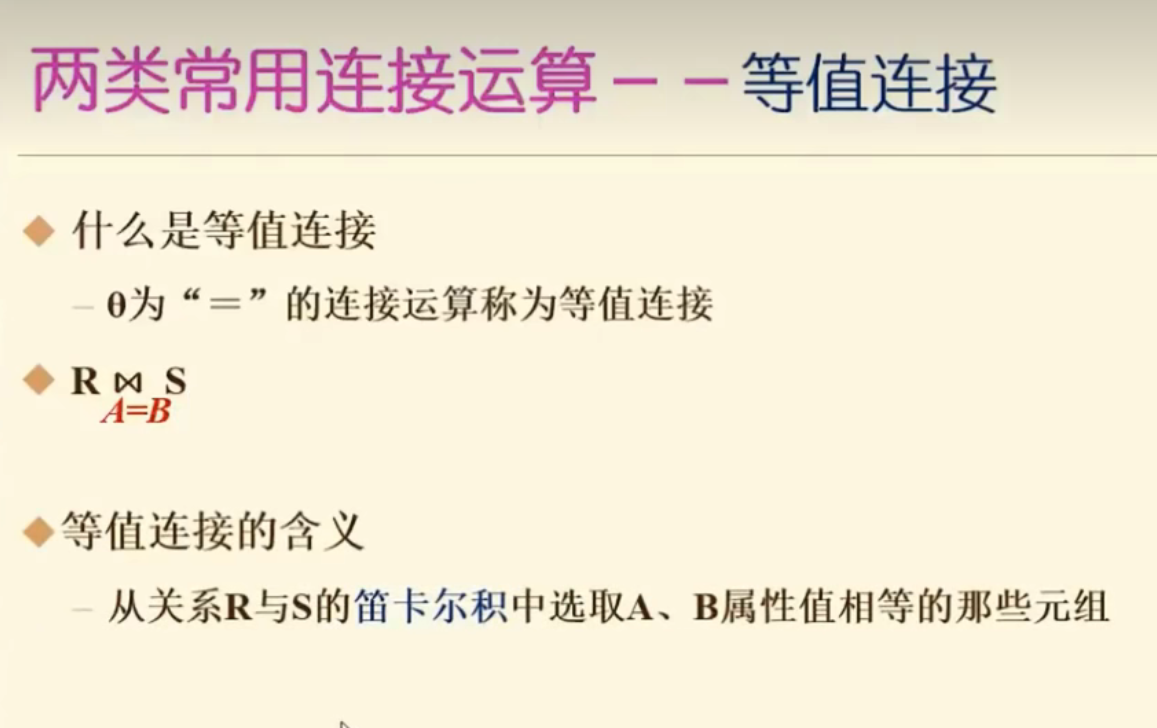 两类常用连接运算－－等值连接
什么是等值连接
– θ为“＝”的连接运算称为等值连接
R ⋈ S
A=B
等值连接的含义
– 从关系R与S的笛卡尔积中选取A、B属性值相等的那些元组